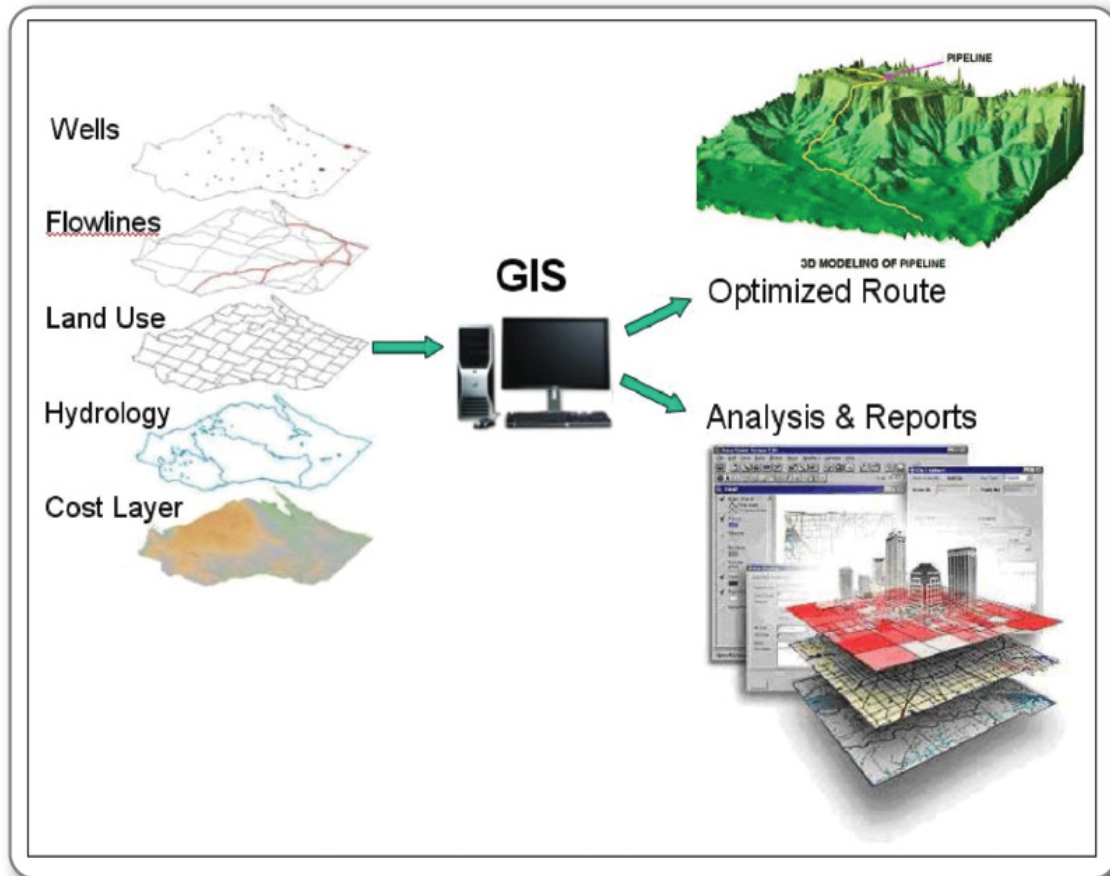 Wells
Flowlines
Land Use
Hydrology
Cost Layer
GIS
PIPELINE
3D MODELING OF PIPELINE
Optimized Route
Analysis & Reports